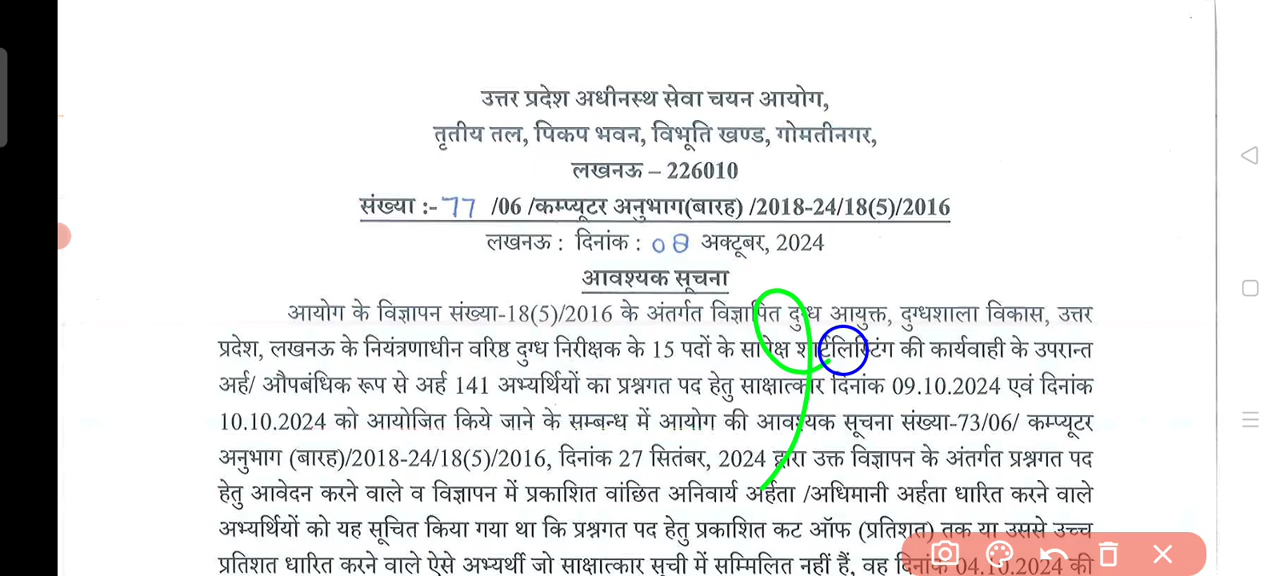 उत्तर प्रदेश अधीनस्थ सेवा चयन आयोग,
तृतीय तल, पिकप भवन, विभूति खण्ड, गोमतीनगर,
लखनऊ – 226010
संख्या :- 77 /06 /कम्प्यूटर अनुभाग(बारह) /2018-24/18(5)/2016
लखनऊ : दिनांक : 08 अक्टूबर, 2024
आवश्यक सूचना
आयोग के विज्ञापन संख्या-18(5)/2016 के अंतर्गत विज्ञापित दुग्ध आयुक्त, दुग्धशाला विकास, उत्तर
प्रदेश, लखनऊ के नियंत्रणाधीन वरिष्ठ दुग्ध निरीक्षक के 15 पदों के सापेक्ष शार्टलिस्टिंग की कार्यवाही के उपरान्त
अर्ह/ औपबंधिक रूप से अर्ह 141 अभ्यर्थियों का प्रश्नगत पद हेतु साक्षात्कार दिनांक 09.10.2024 एवं दिनांक
10.10.2024 को आयोजित किये जाने के सम्बन्ध में आयोग की आवश्यक सूचना संख्या-73/06/ कम्प्यूटर
अनुभाग (बारह)/2018-24/18(5)/2016, दिनांक 27 सितंबर, 2024 द्वारा उक्त विज्ञापन के अंतर्गत प्रश्नगत पद
हेतु आवेदन करने वाले व विज्ञापन में प्रकाशित वांछित अनिवार्य अर्हता /अधिमानी अर्हता धारित करने वाले
अभ्यर्थियों को यह सूचित किया गया था कि प्रश्नगत पद हेतु प्रकाशित कट ऑफ (प्रतिशत) तक या उससे उच्च
प्रतिशत धारित करने वाले ऐसे अभ्यर्थी जो साक्षात्कार सूची में सम्मिलित नहीं हैं, वह दिनांक 04.10.2024 की